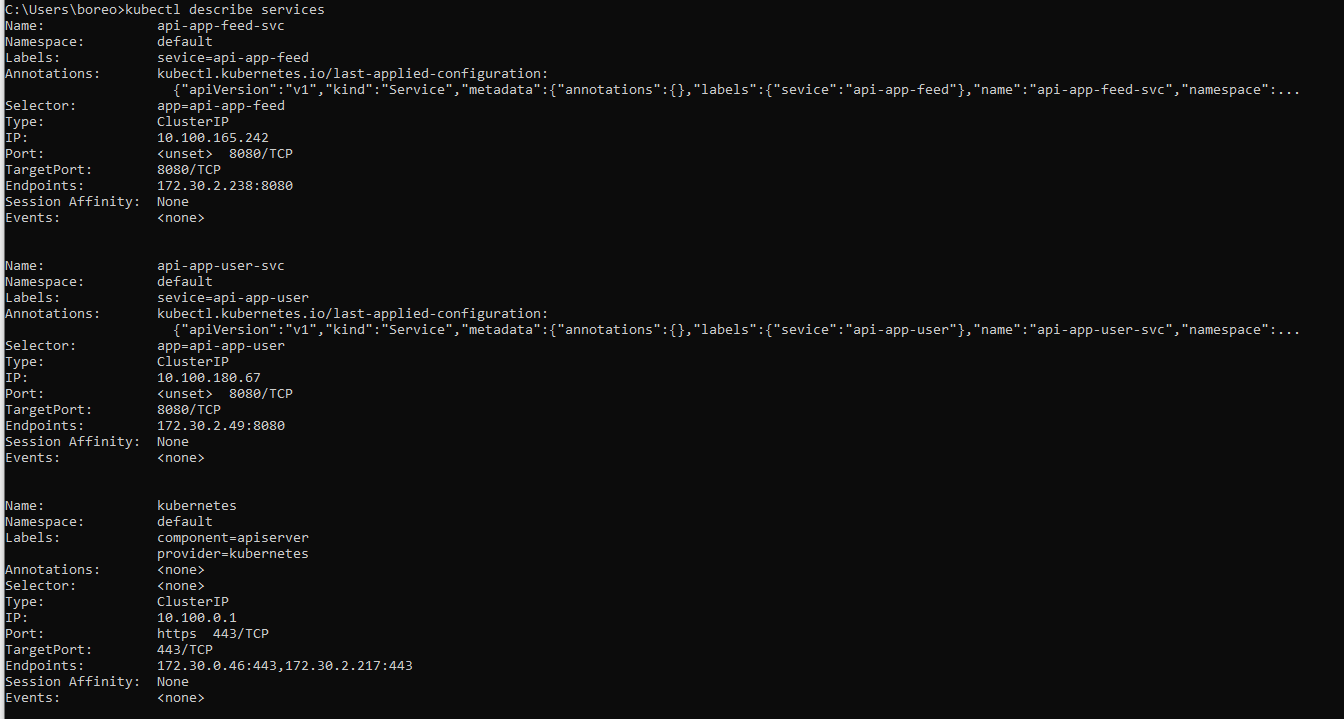 C:\Users\boreo>kubectl describe services
Name:              api-app-feed-svc
Namespace:         default
Labels:            sevice=api-app-feed
Annotations:       kubectl.kubernetes.io/last-applied-configuration:
                     {"apiVersion":"v1","kind":"Service","metadata":{"annotations":{},"labels":{"sevice":"api-app-feed"},"name":"api-app-feed-svc","namespace":...
Selector:          app=api-app-feed
Type:              ClusterIP
IP:                10.100.165.242
Port:              <unset>  8080/TCP
TargetPort:        8080/TCP
Endpoints:         172.30.2.238:8080
Session Affinity:  None
Events:            <none>
Name:              api-app-user-svc
Namespace:         default
Labels:            sevice=api-app-user
Annotations:       kubectl.kubernetes.io/last-applied-configuration:
                     {"apiVersion":"v1","kind":"Service","metadata":{"annotations":{},"labels":{"sevice":"api-app-user"},"name":"api-app-user-svc","namespace":...
Selector:          app=api-app-user
Type:              ClusterIP
IP:                10.100.180.67
Port:              <unset>  8080/TCP
TargetPort:        8080/TCP
Endpoints:         172.30.2.49:8080
Session Affinity:  None
Events:            <none>
Name:              kubernetes
Namespace:         default
Labels:            component=apiserver
                   provider=kubernetes
Annotations:       <none>
Selector:          <none>
Type:              ClusterIP
IP:                10.100.0.1
Port:              https  443/TCP
TargetPort:        443/TCP
Endpoints:         172.30.0.46:443,172.30.2.217:443
Session Affinity:  None
Events:            <none>